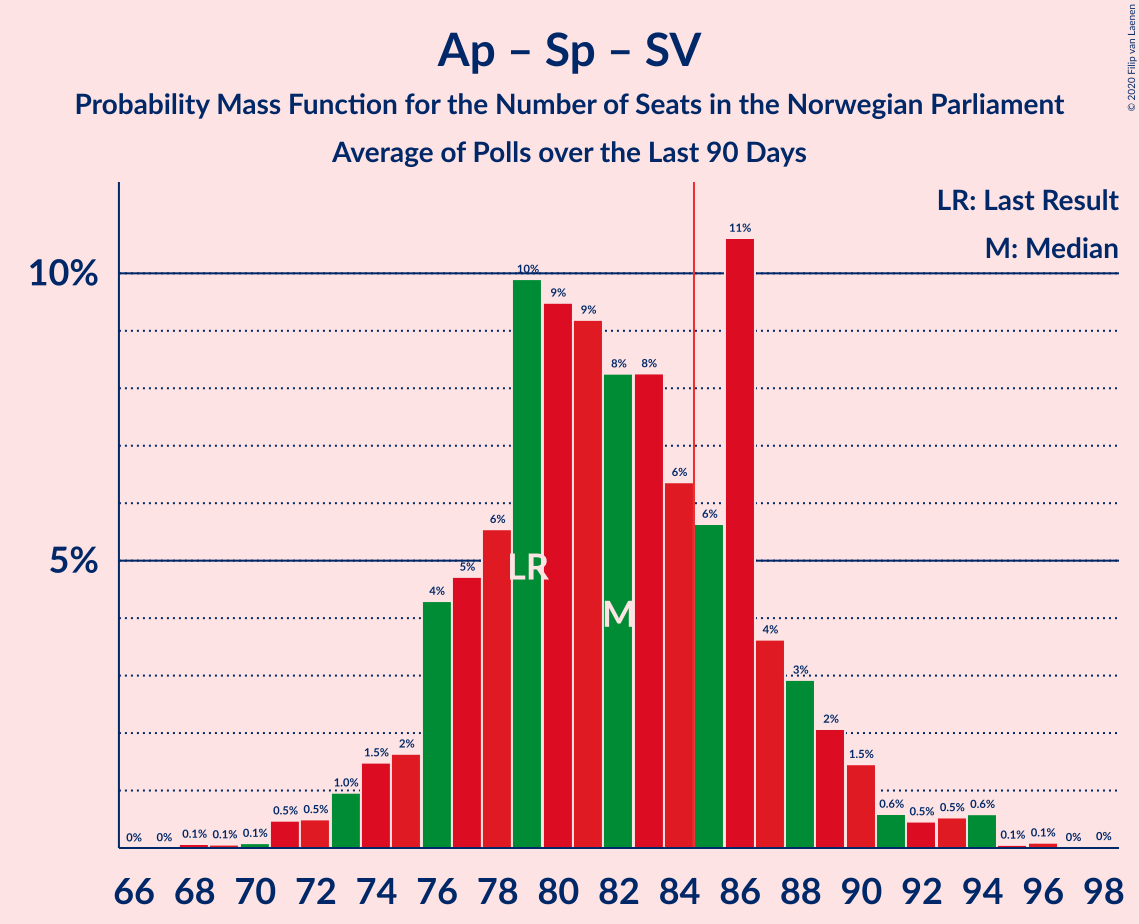 Ap – Sp – SV
Probability Mass Function for the Number of Seats in the Norwegian Parliament
Average of Polls over the Last 90 Days
© 2020 Filip van Laenen
LR: Last Result
M: Median
10%
5%
0% 0% 0.1% 0.1% 0.1% 0.5% 0.5% 1.0% 1.5% 2% 4% 5% 6% 10% 9% 9% 8% 8% 6% 6% 11% 4% 3% 2% 1.5% 0.6% 0.5% 0.5% 0.6% 0.1% 0.1% 0% 0%
LR
M
66 68 70 72 74 76 78 80 82 84 86 88 90 92 94 96 98